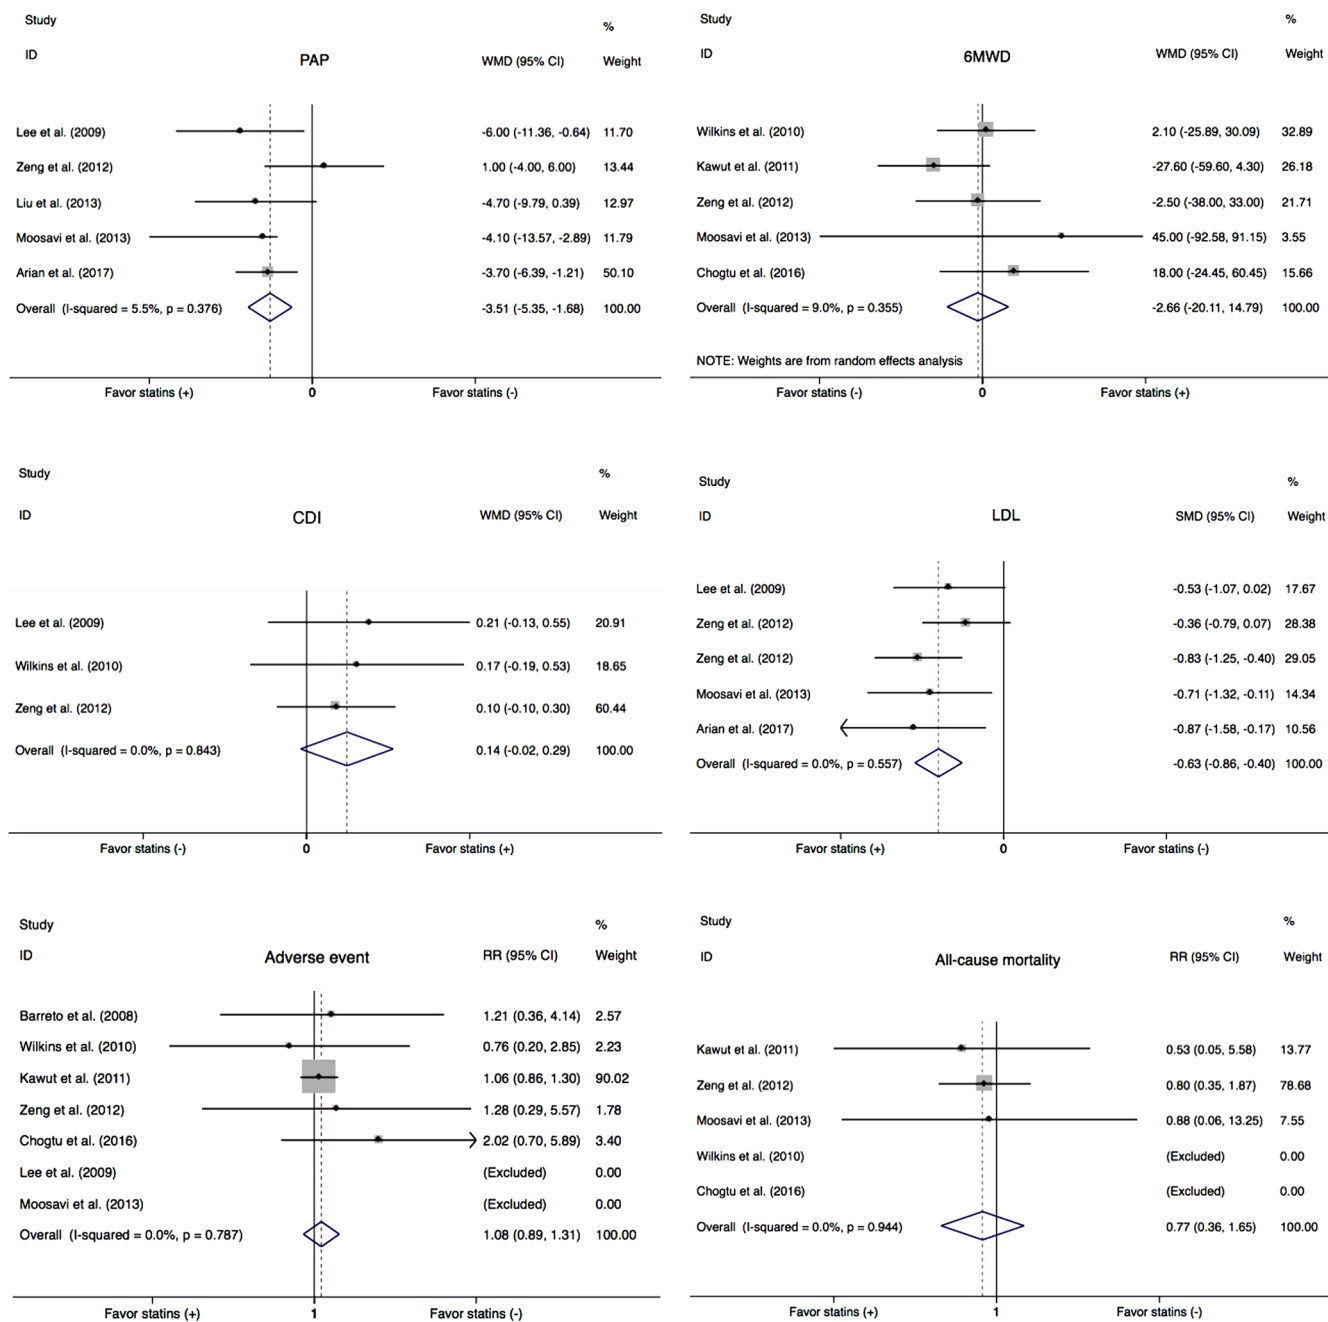 Study %
ID PAP WMD (95% CI) Weight
Lee et al. (2009) -6.00 (-11.36, -0.64) 11.70
Zeng et al. (2012) 1.00 (-4.00, 6.00) 13.44
Liu et al. (2013) -4.70 (-9.79, 0.39) 12.97
Moosavi et al. (2013) -4.10 (-13.57, -2.89) 11.79
Arian et al. (2017) -3.70 (-6.39, -1.21) 50.10
Overall (I-squared = 5.5%, p = 0.376) -3.51 (-5.35, -1.68) 100.00
Favor statins (+) 0 Favor statins (-)
Study %
ID 6MWD WMD (95% CI) Weight
Wilkins et al. (2010) 2.10 (-25.89, 30.09) 32.89
Kawut et al. (2011) -27.60 (-59.60, 4.30) 26.18
Zeng et al. (2012) -2.50 (-38.00, 33.00) 21.71
Moosavi et al. (2013) 45.00 (-92.58, 91.15) 3.55
Chogtu et al. (2016) 18.00 (-24.45, 60.45) 15.66
Overall (I-squared = 9.0%, p = 0.355) -2.66 (-20.11, 14.79) 100.00
NOTE: Weights are from random effects analysis
Favor statins (-) 0 Favor statins (+)
Study %
ID CDI WMD (95% CI) Weight
Lee et al. (2009) 0.21 (-0.13, 0.55) 20.91
Wilkins et al. (2010) 0.17 (-0.19, 0.53) 18.65
Zeng et al. (2012) 0.10 (-0.10, 0.30) 60.44
Overall (I-squared = 0.0%, p = 0.843) 0.14 (-0.02, 0.29) 100.00
Favor statins (-) 0 Favor statins (+)
Study %
ID LDL SMD (95% CI) Weight
Lee et al. (2009) -0.53 (-1.07, 0.02) 17.67
Zeng et al. (2012) -0.36 (-0.79, 0.07) 28.38
Zeng et al. (2012) -0.83 (-1.25, -0.40) 29.05
Moosavi et al. (2013) -0.71 (-1.32, -0.11) 14.34
Arian et al. (2017) -0.87 (-1.58, -0.17) 10.56
Overall (I-squared = 0.0%, p = 0.557) -0.63 (-0.86, -0.40) 100.00
Favor statins (+) 0 Favor statins (-)
Study %
ID Adverse event RR (95% CI) Weight
Barreto et al. (2008) 1.21 (0.36, 4.14) 2.57
Wilkins et al. (2010) 0.76 (0.20, 2.85) 2.23
Kawut et al. (2011) 1.06 (0.86, 1.30) 90.02
Zeng et al. (2012) 1.28 (0.29, 5.57) 1.78
Chogtu et al. (2016) 2.02 (0.70, 5.89) 3.40
Lee et al. (2009) (Excluded) 0.00
Moosavi et al. (2013) (Excluded) 0.00
Overall (I-squared = 0.0%, p = 0.787) 1.08 (0.89, 1.31) 100.00
Favor statins (+) 1 Favor statins (-)
Study %
ID All-cause mortality RR (95% CI) Weight
Kawut et al. (2011) 0.53 (0.05, 5.58) 13.77
Zeng et al. (2012) 0.80 (0.35, 1.87) 78.68
Moosavi et al. (2013) 0.88 (0.06, 13.25) 7.55
Wilkins et al. (2010) (Excluded) 0.00
Chogtu et al. (2016) (Excluded) 0.00
Overall (I-squared = 0.0%, p = 0.944) 0.77 (0.36, 1.65) 100.00
Favor statins (+) 1 Favor statins (-)